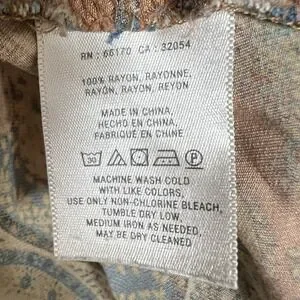 RN : 66170 CA : 32054
100% RAYON, RAYONNE,
RAYÓN, RAYON, REYON
MADE IN CHINA,
HECHO EN CHINA,
FABRIQUÉ EN CHINE
30 P
MACHINE WASH COLD
WITH LIKE COLORS,
USE ONLY NON-CHLORINE BLEACH,
TUMBLE DRY LOW,
MEDIUM IRON AS NEEDED,
MAY BE DRY CLEANED